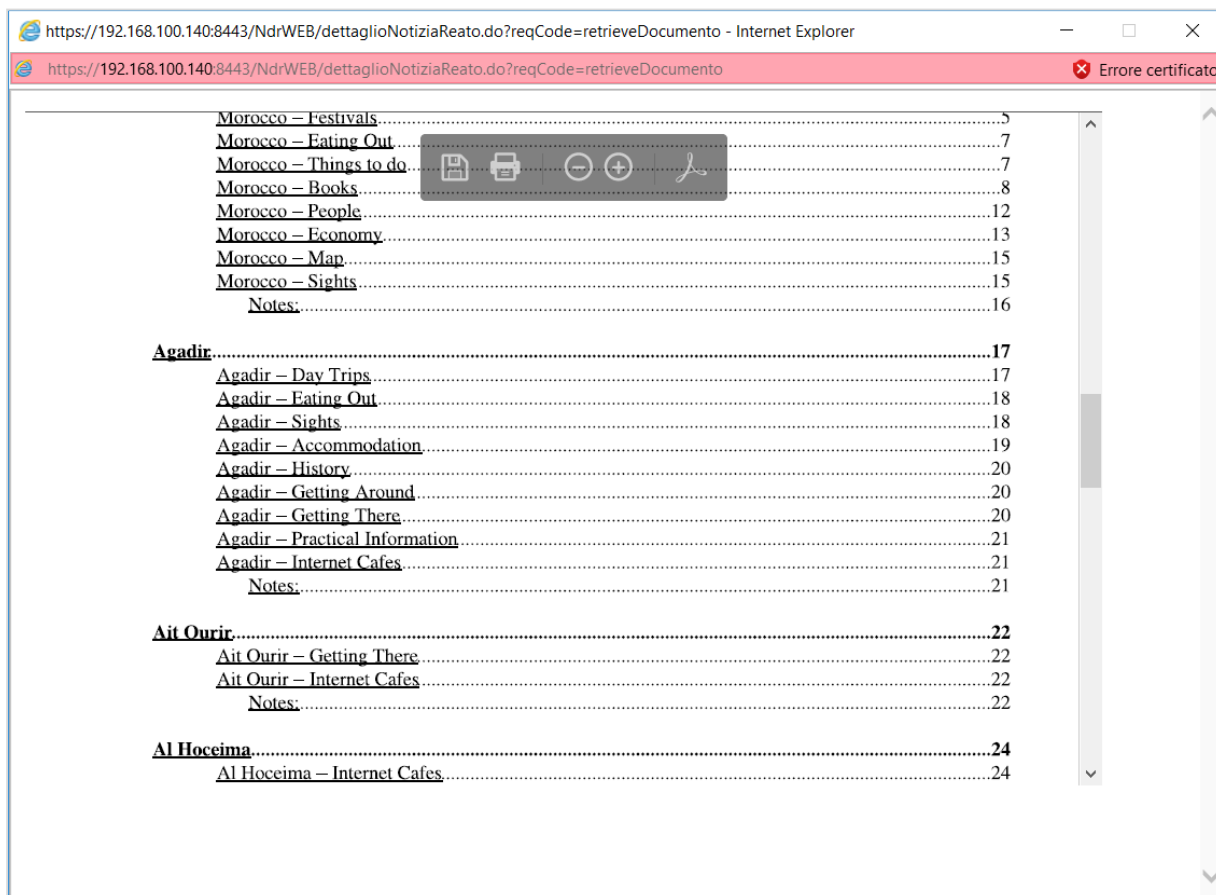 https://192.168.100.140:8443/NdrWEB/dettaglioNotiziaReato.do?reqCode=retrieveDocumento - Internet Explorer
https://192.168.100.140:8443/NdrWEB/dettaglioNotiziaReato.do?reqCode=retrieveDocumento Errore certificato
Morocco – Festivals 5
Morocco – Eating Out 7
Morocco – Things to do 7
Morocco – Books 8
Morocco – People 12
Morocco – Economy 13
Morocco – Map 15
Morocco – Sights 15
Notes: 16
Agadir 17
Agadir – Day Trips 17
Agadir – Eating Out 18
Agadir – Sights 18
Agadir – Accommodation 19
Agadir – History 20
Agadir – Getting Around 20
Agadir – Getting There 20
Agadir – Practical Information 21
Agadir – Internet Cafes 21
Notes: 21
Ait Ourir 22
Ait Ourir – Getting There 22
Ait Ourir – Internet Cafes 22
Notes: 22
Al Hoceima 24
Al Hoceima – Internet Cafes 24